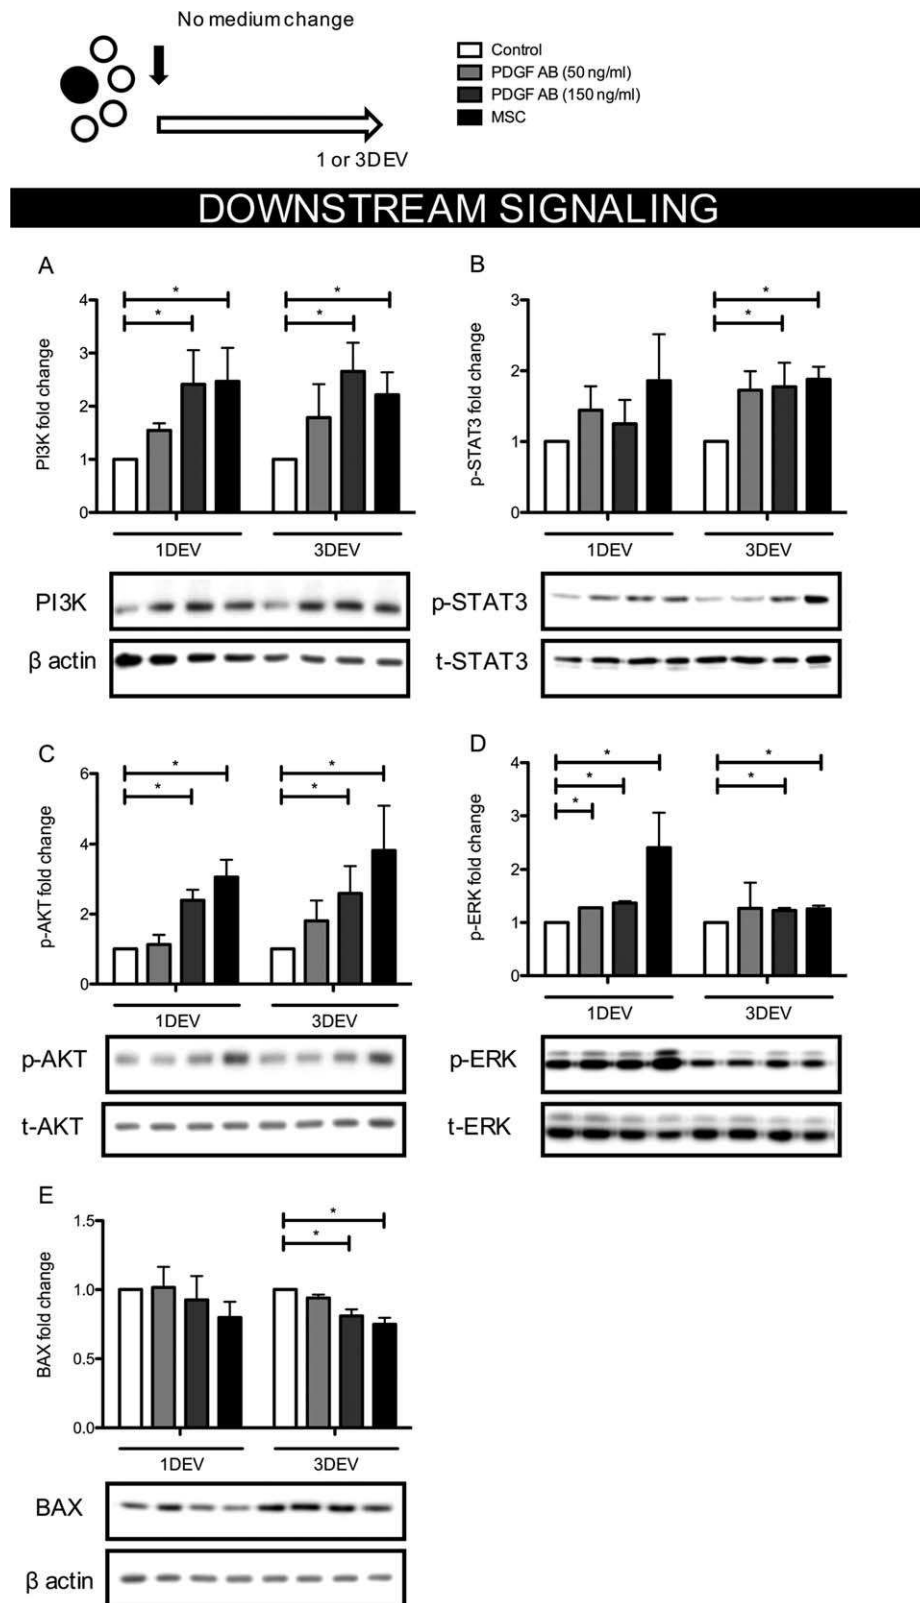 No medium change
1 or 3DEV
Control
PDGF AB (50 ng/ml)
PDGF AB (150 ng/ml)
MSC
DOWNSTREAM SIGNALING
A
PI3K fold change
4
3
2
1
0
* * * *
1DEV 3DEV
PI3K
β actin
B
p-STAT3 fold change
3
2
1
0
* *
1DEV 3DEV
p-STAT3
t-STAT3
C
p-AKT fold change
6
4
2
0
* * * *
1DEV 3DEV
p-AKT
t-AKT
D
p-ERK fold change
4
3
2
1
0
* * * * *
1DEV 3DEV
p-ERK
t-ERK
E
BAX fold change
1.5
1.0
0.5
0.0
* *
1DEV 3DEV
BAX
β actin